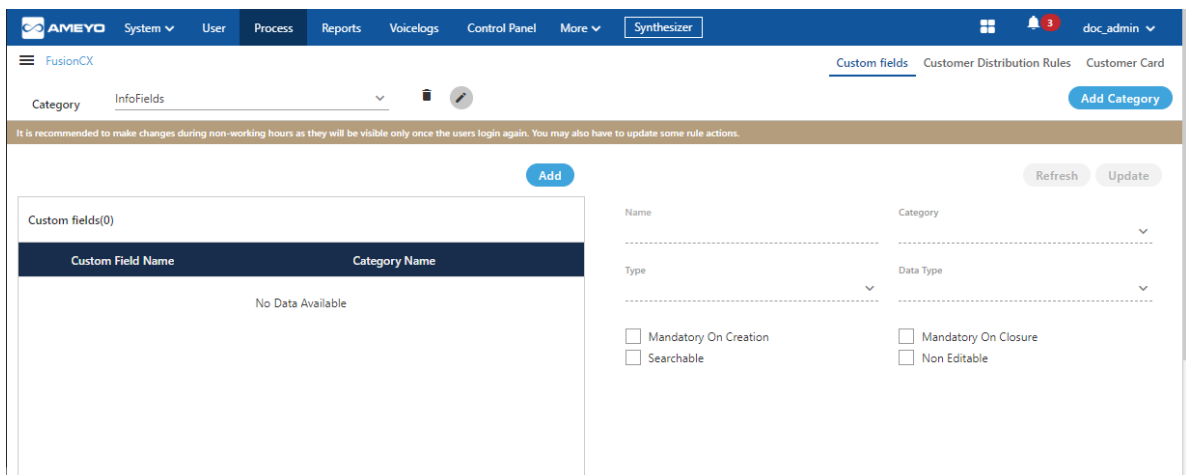 AMEYO System User Process Reports Voicelogs Control Panel More Synthesizer 3 doc_admin
FusionCX Custom fields Customer Distribution Rules Customer Card
Category InfoFields Add Category
It is recommended to make changes during non-working hours as they will be visible only once the users login again. You may also have to update some rule actions.
Add Refresh Update
Custom fields(0)
Name Category
Custom Field Name Category Name
Type Data Type
No Data Available
Mandatory On Creation Mandatory On Closure
Searchable Non Editable